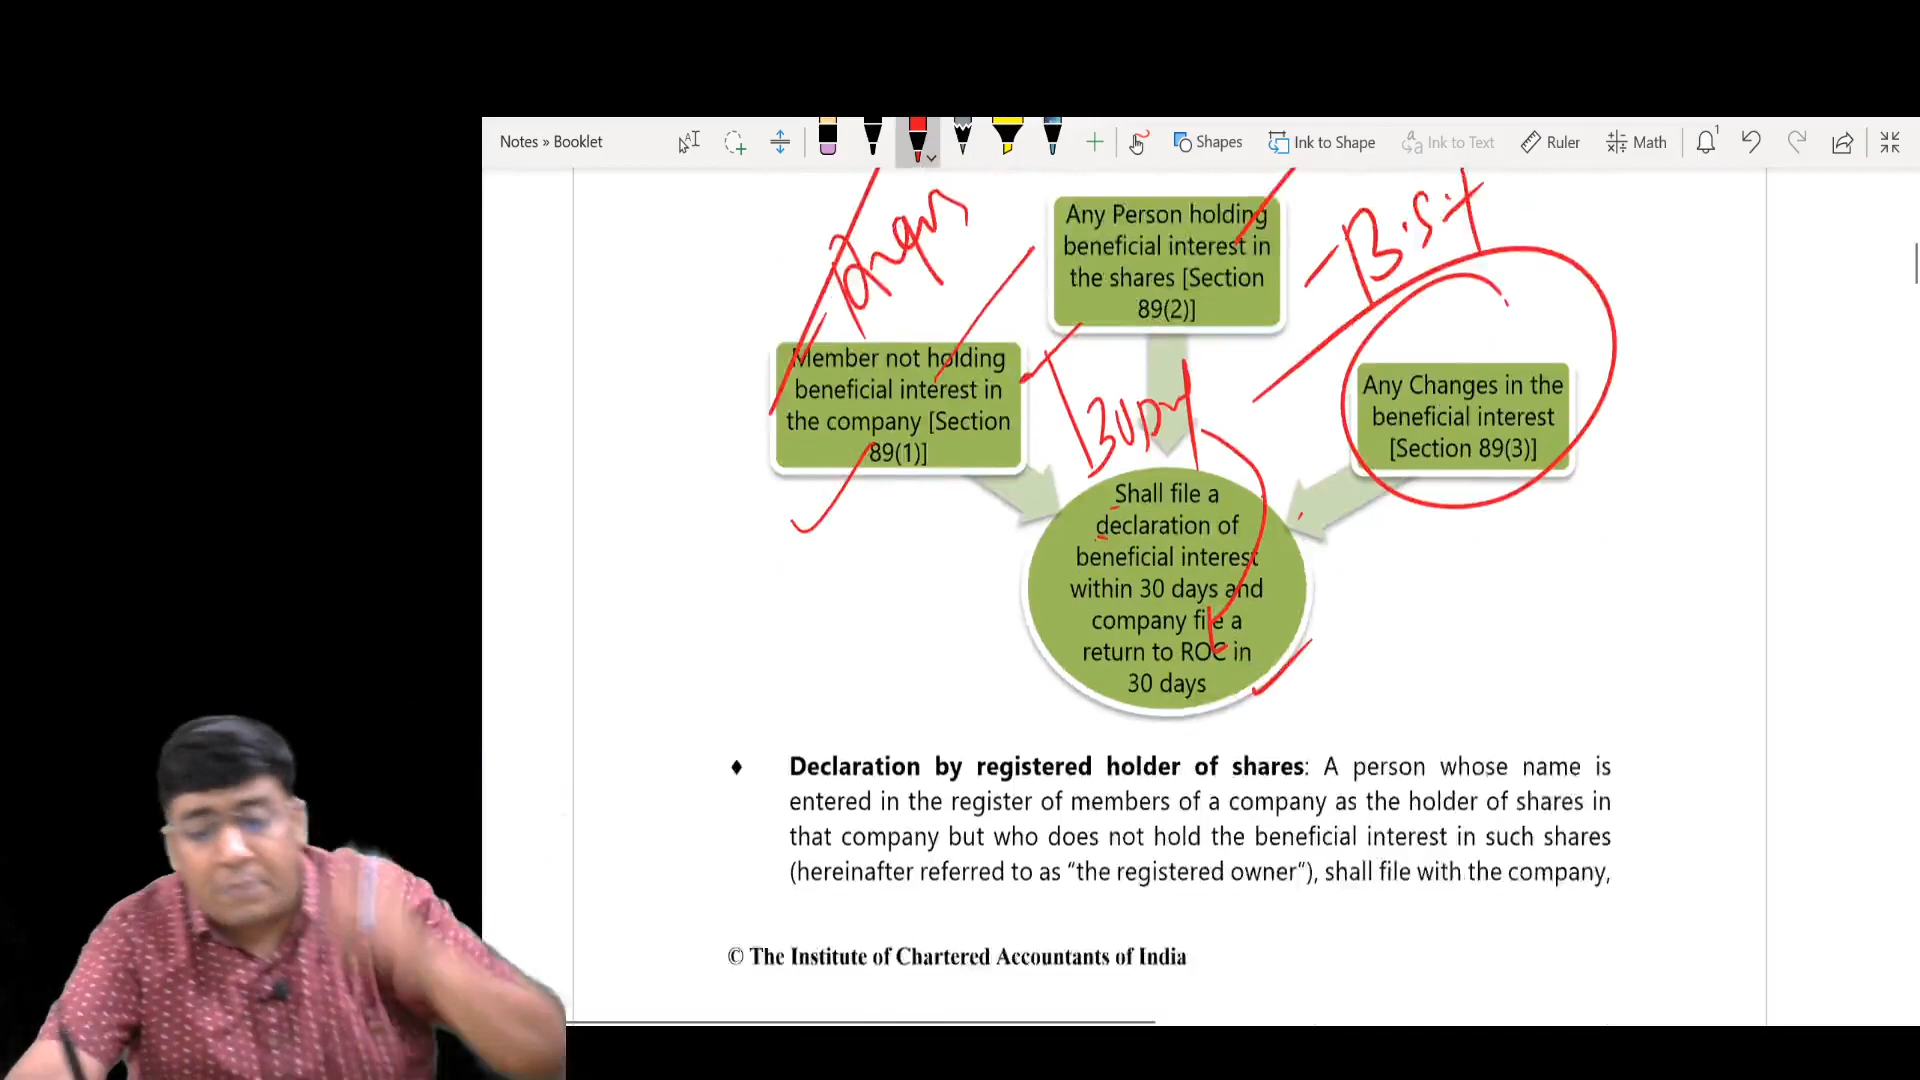 Notes » Booklet
Shapes
Ink to Shape
Ink to Text
Ruler
Math
1
Any Person holding
beneficial interest in
the shares [Section
89(2)]
Member not holding
beneficial interest in
the company [Section
89(1)]
Any Changes in the
beneficial interest
[Section 89(3)]
Shall file a
declaration of
beneficial interest
within 30 days and
company file a
return to ROC in
30 days
♦ Declaration by registered holder of shares: A person whose name is
entered in the register of members of a company as the holder of shares in
that company but who does not hold the beneficial interest in such shares
(hereinafter referred to as “the registered owner”), shall file with the company,
© The Institute of Chartered Accountants of India